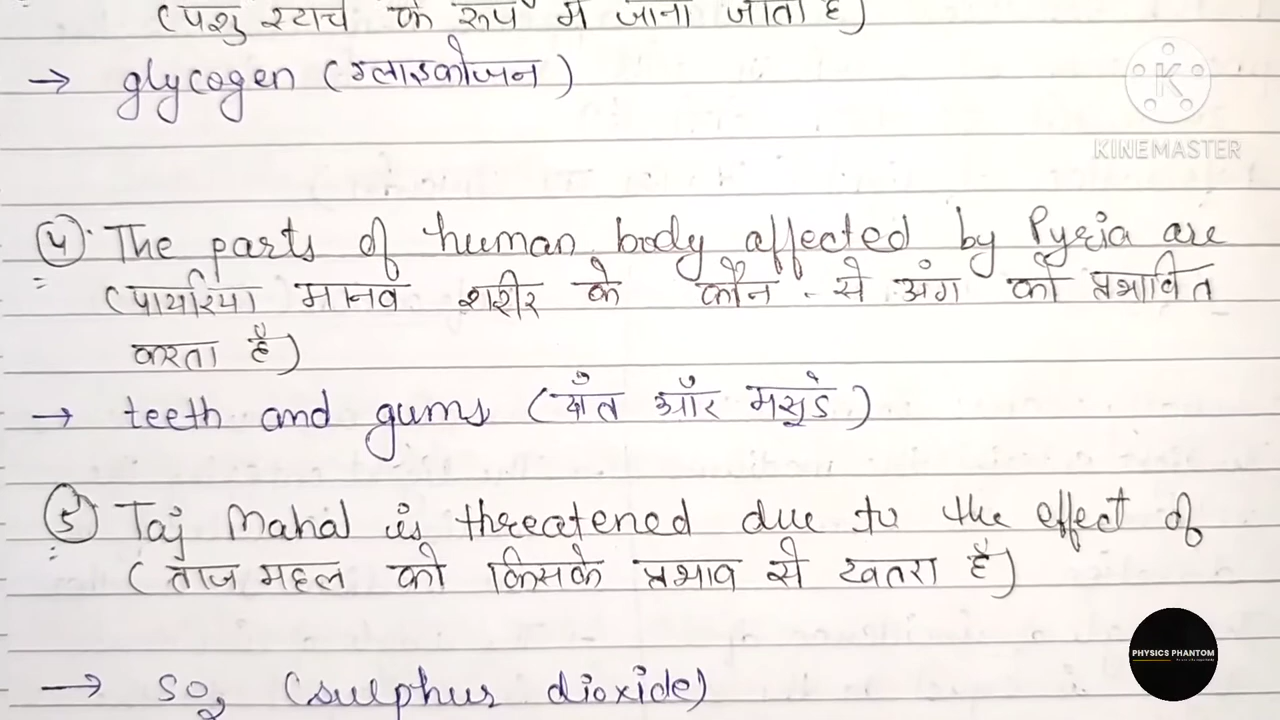 (पशु स्टार्च के रूप में जाना जाता है)
→ glycogen (ग्लाइकोजन)
KINEMASTER
④ The parts of human body affected by Pyria are
(पायरिया मानव शरीर के कौन-से अंग को प्रभावित
करता है)
→ teeth and gums (दाँत और मसूडे)
⑤ Taj Mahal is threatened due to the effect of
(ताज महल को किसके प्रभाव से खतरा है)
→ SO₂ (sulphur dioxide)
PHYSICS PHANTOM